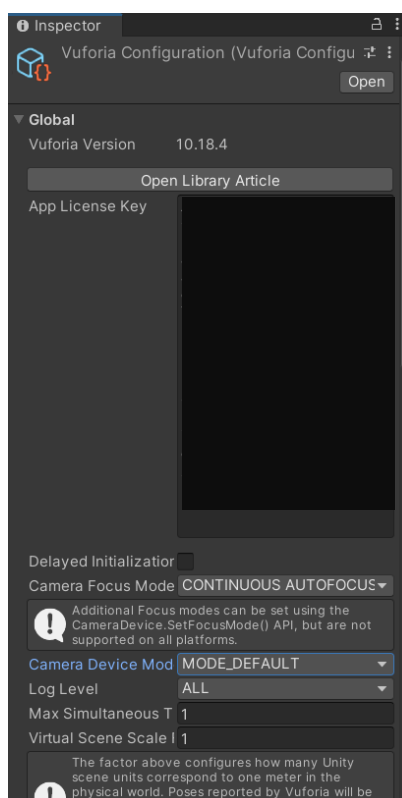 Inspector
Vuforia Configuration (Vuforia Configu
Open
Global
Vuforia Version 10.18.4
Open Library Article
App License Key
Delayed Initialization
Camera Focus Mode CONTINUOUS AUTOFOCUS
Additional Focus modes can be set using the
CameraDevice.SetFocusMode() API, but are not
supported on all platforms.
Camera Device Mod MODE_DEFAULT
Log Level ALL
Max Simultaneous T 1
Virtual Scene Scale F 1
The factor above configures how many Unity
scene units correspond to one meter in the
physical world. Poses reported by Vuforia will be